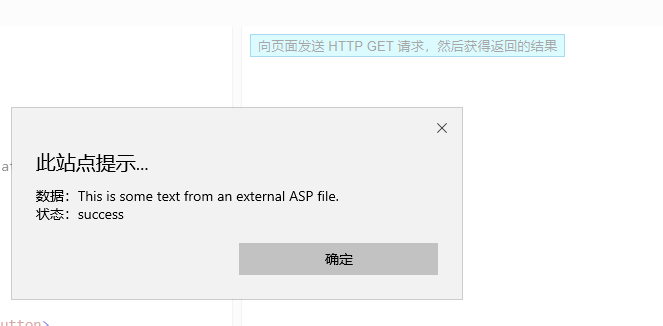 向页面发送 HTTP GET 请求，然后获得返回的结果
此站点提示...
数据：This is some text from an external ASP file.
状态：success
确定
utton>